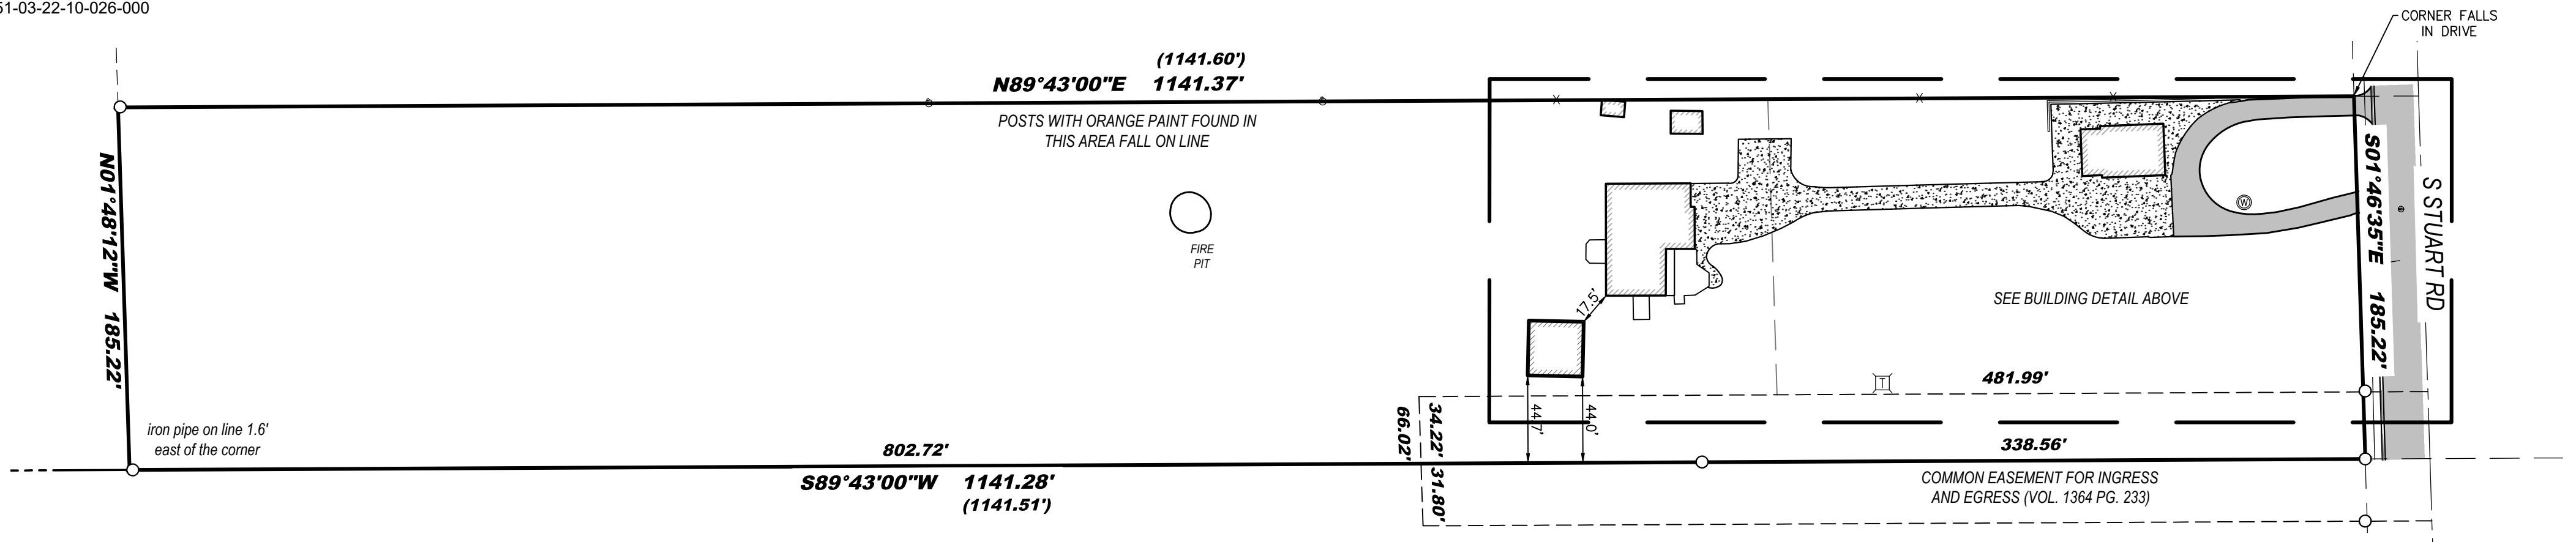 51-03-22-10-026-000
CORNER FALLS
IN DRIVE
(1141.60')
N89°43'00"E 1141.37'
POSTS WITH ORANGE PAINT FOUND IN
THIS AREA FALL ON LINE
N01°48'12"W 185.22'
FIRE
PIT
S01°46'35"E 185.22'
S STUART RD
W
SEE BUILDING DETAIL ABOVE
17.5'
T
481.99'
44.7'
44.0'
66.02'
34.22'
31.80'
iron pipe on line 1.6'
east of the corner
802.72'
338.56'
S89°43'00"W 1141.28'
(1141.51')
COMMON EASEMENT FOR INGRESS
AND EGRESS (VOL. 1364 PG. 233)